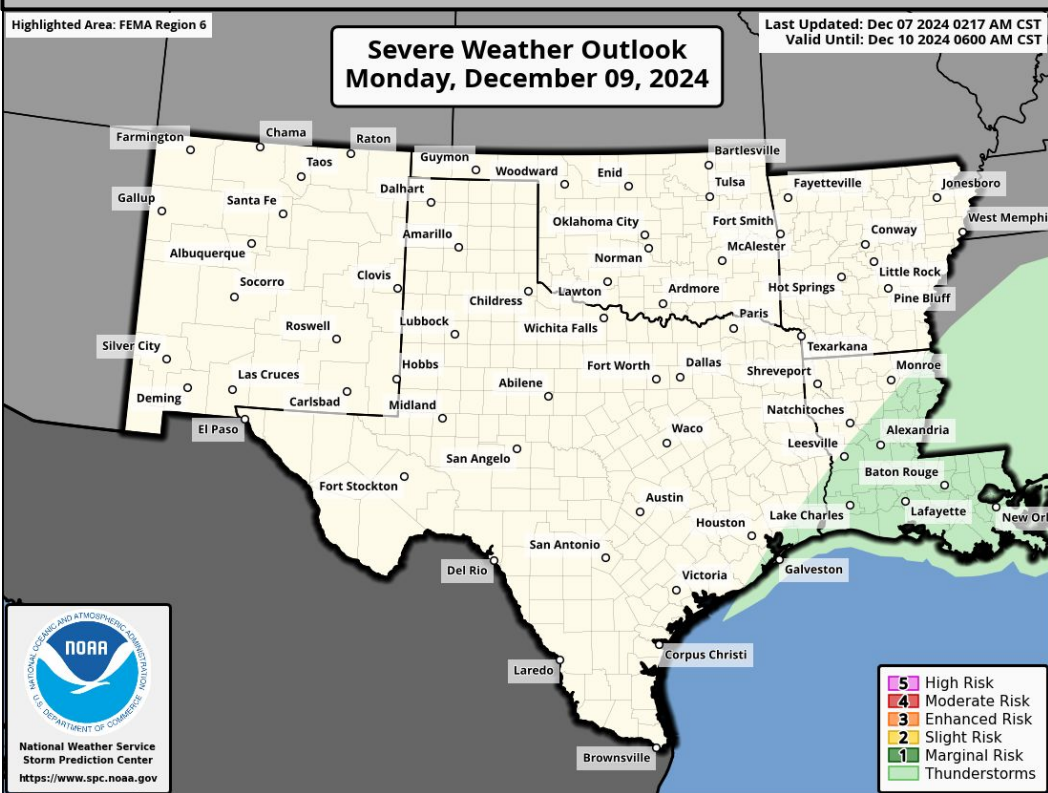 Highlighted Area: FEMA Region 6
Last Updated: Dec 07 2024 0217 AM CST
Valid Until: Dec 10 2024 0600 AM CST
Severe Weather Outlook
Monday, December 09, 2024
Farmington
Chama
Raton
Taos
Guymon
Woodward
Enid
Bartlesville
Tulsa
Fayetteville
Jonesboro
Gallup
Santa Fe
Dalhart
Oklahoma City
Fort Smith
West Memphi
Albuquerque
Amarillo
Norman
McAlester
Conway
Socorro
Clovis
Childress
Lawton
Ardmore
Hot Springs
Little Rock
Pine Bluff
Roswell
Lubbock
Wichita Falls
Paris
Texarkana
Silver City
Las Cruces
Hobbs
Abilene
Fort Worth
Dallas
Shreveport
Monroe
Deming
Carlsbad
Midland
Natchitoches
El Paso
San Angelo
Waco
Leesville
Alexandria
Fort Stockton
Austin
Baton Rouge
Houston
Lake Charles
Lafayette
New Orl
Del Rio
San Antonio
Galveston
Victoria
Laredo
Corpus Christi
Brownsville
NATIONAL OCEANIC AND ATMOSPHERIC ADMINISTRATION
NOAA
U.S. DEPARTMENT OF COMMERCE
National Weather Service
Storm Prediction Center
https://www.spc.noaa.gov
5 High Risk
4 Moderate Risk
3 Enhanced Risk
2 Slight Risk
1 Marginal Risk
Thunderstorms